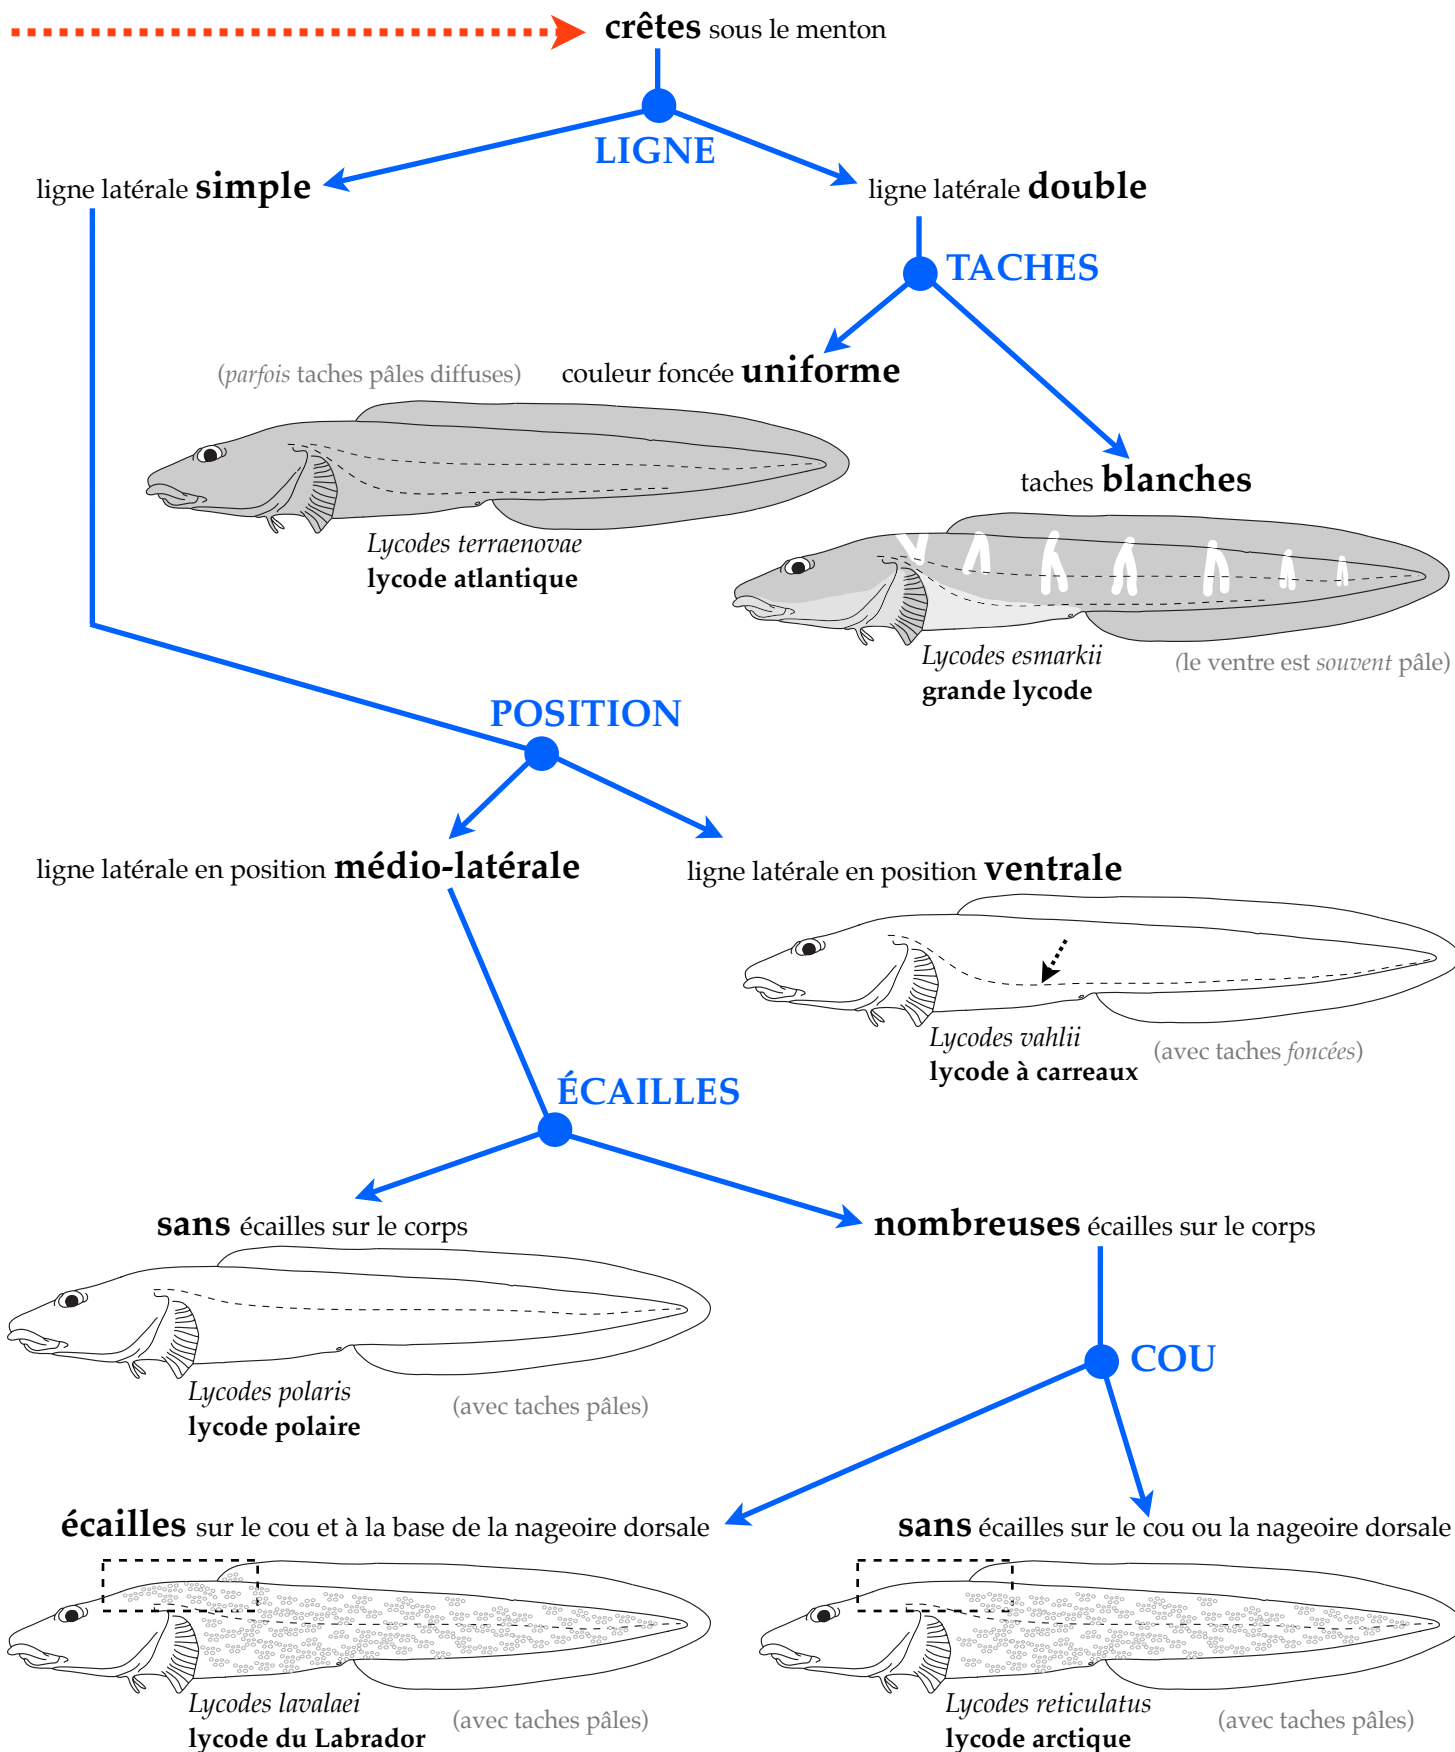 crêtes sous le menton
LIGNE
ligne latérale simple
ligne latérale double
TACHES
(parfois taches pâles diffuses)
couleur foncée uniforme
taches blanches
Lycodes terraenovae
lycode atlantique
Lycodes esmarkii
grande lycode
(le ventre est souvent pâle)
POSITION
ligne latérale en position médio-latérale
ligne latérale en position ventrale
Lycodes vahlii
lycode à carreaux
(avec taches foncées)
ÉCAILLES
sans écailles sur le corps
nombreuses écailles sur le corps
Lycodes polaris
lycode polaire
(avec taches pâles)
COU
écailles sur le cou et à la base de la nageoire dorsale
sans écailles sur le cou ou la nageoire dorsale
Lycodes lavalaei
lycode du Labrador
(avec taches pâles)
Lycodes reticulatus
lycode arctique
(avec taches pâles)